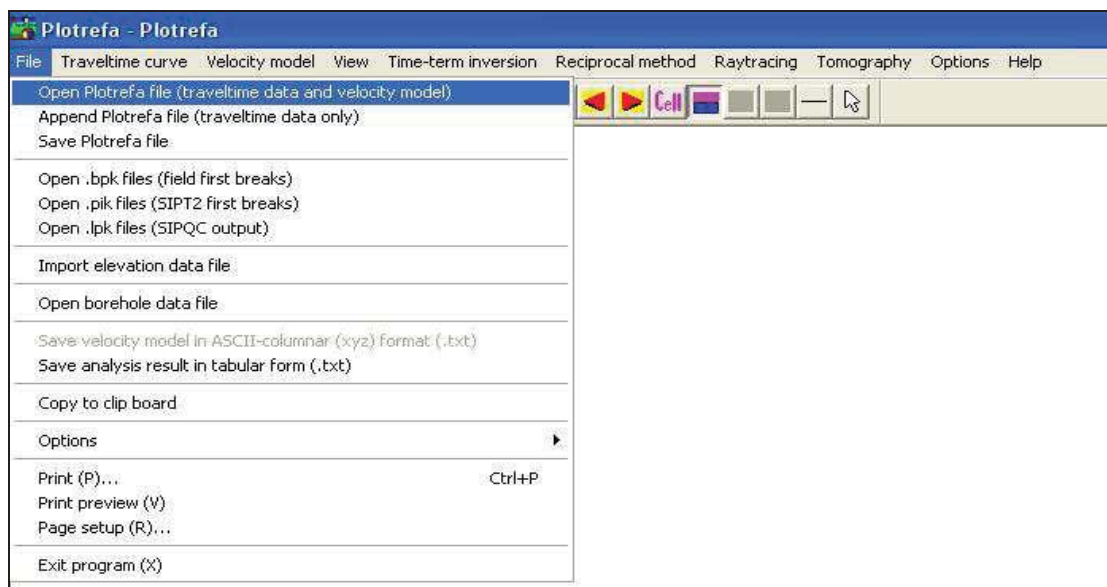 Plotrefa - Plotrefa
File Traveltime curve Velocity model View Time-term inversion Reciprocal method Raytracing Tomography Options Help
Open Plotrefa file (traveltime data and velocity model)
Cell
Append Plotrefa file (traveltime data only)
Save Plotrefa file
Open .bpk files (field first breaks)
Open .pik files (SIPT2 first breaks)
Open .lpk files (SIPQC output)
Import elevation data file
Open borehole data file
Save velocity model in ASCII-columnar (xyz) format (.txt)
Save analysis result in tabular form (.txt)
Copy to clip board
Options
Print (P)... Ctrl+P
Print preview (V)
Page setup (R)...
Exit program (X)